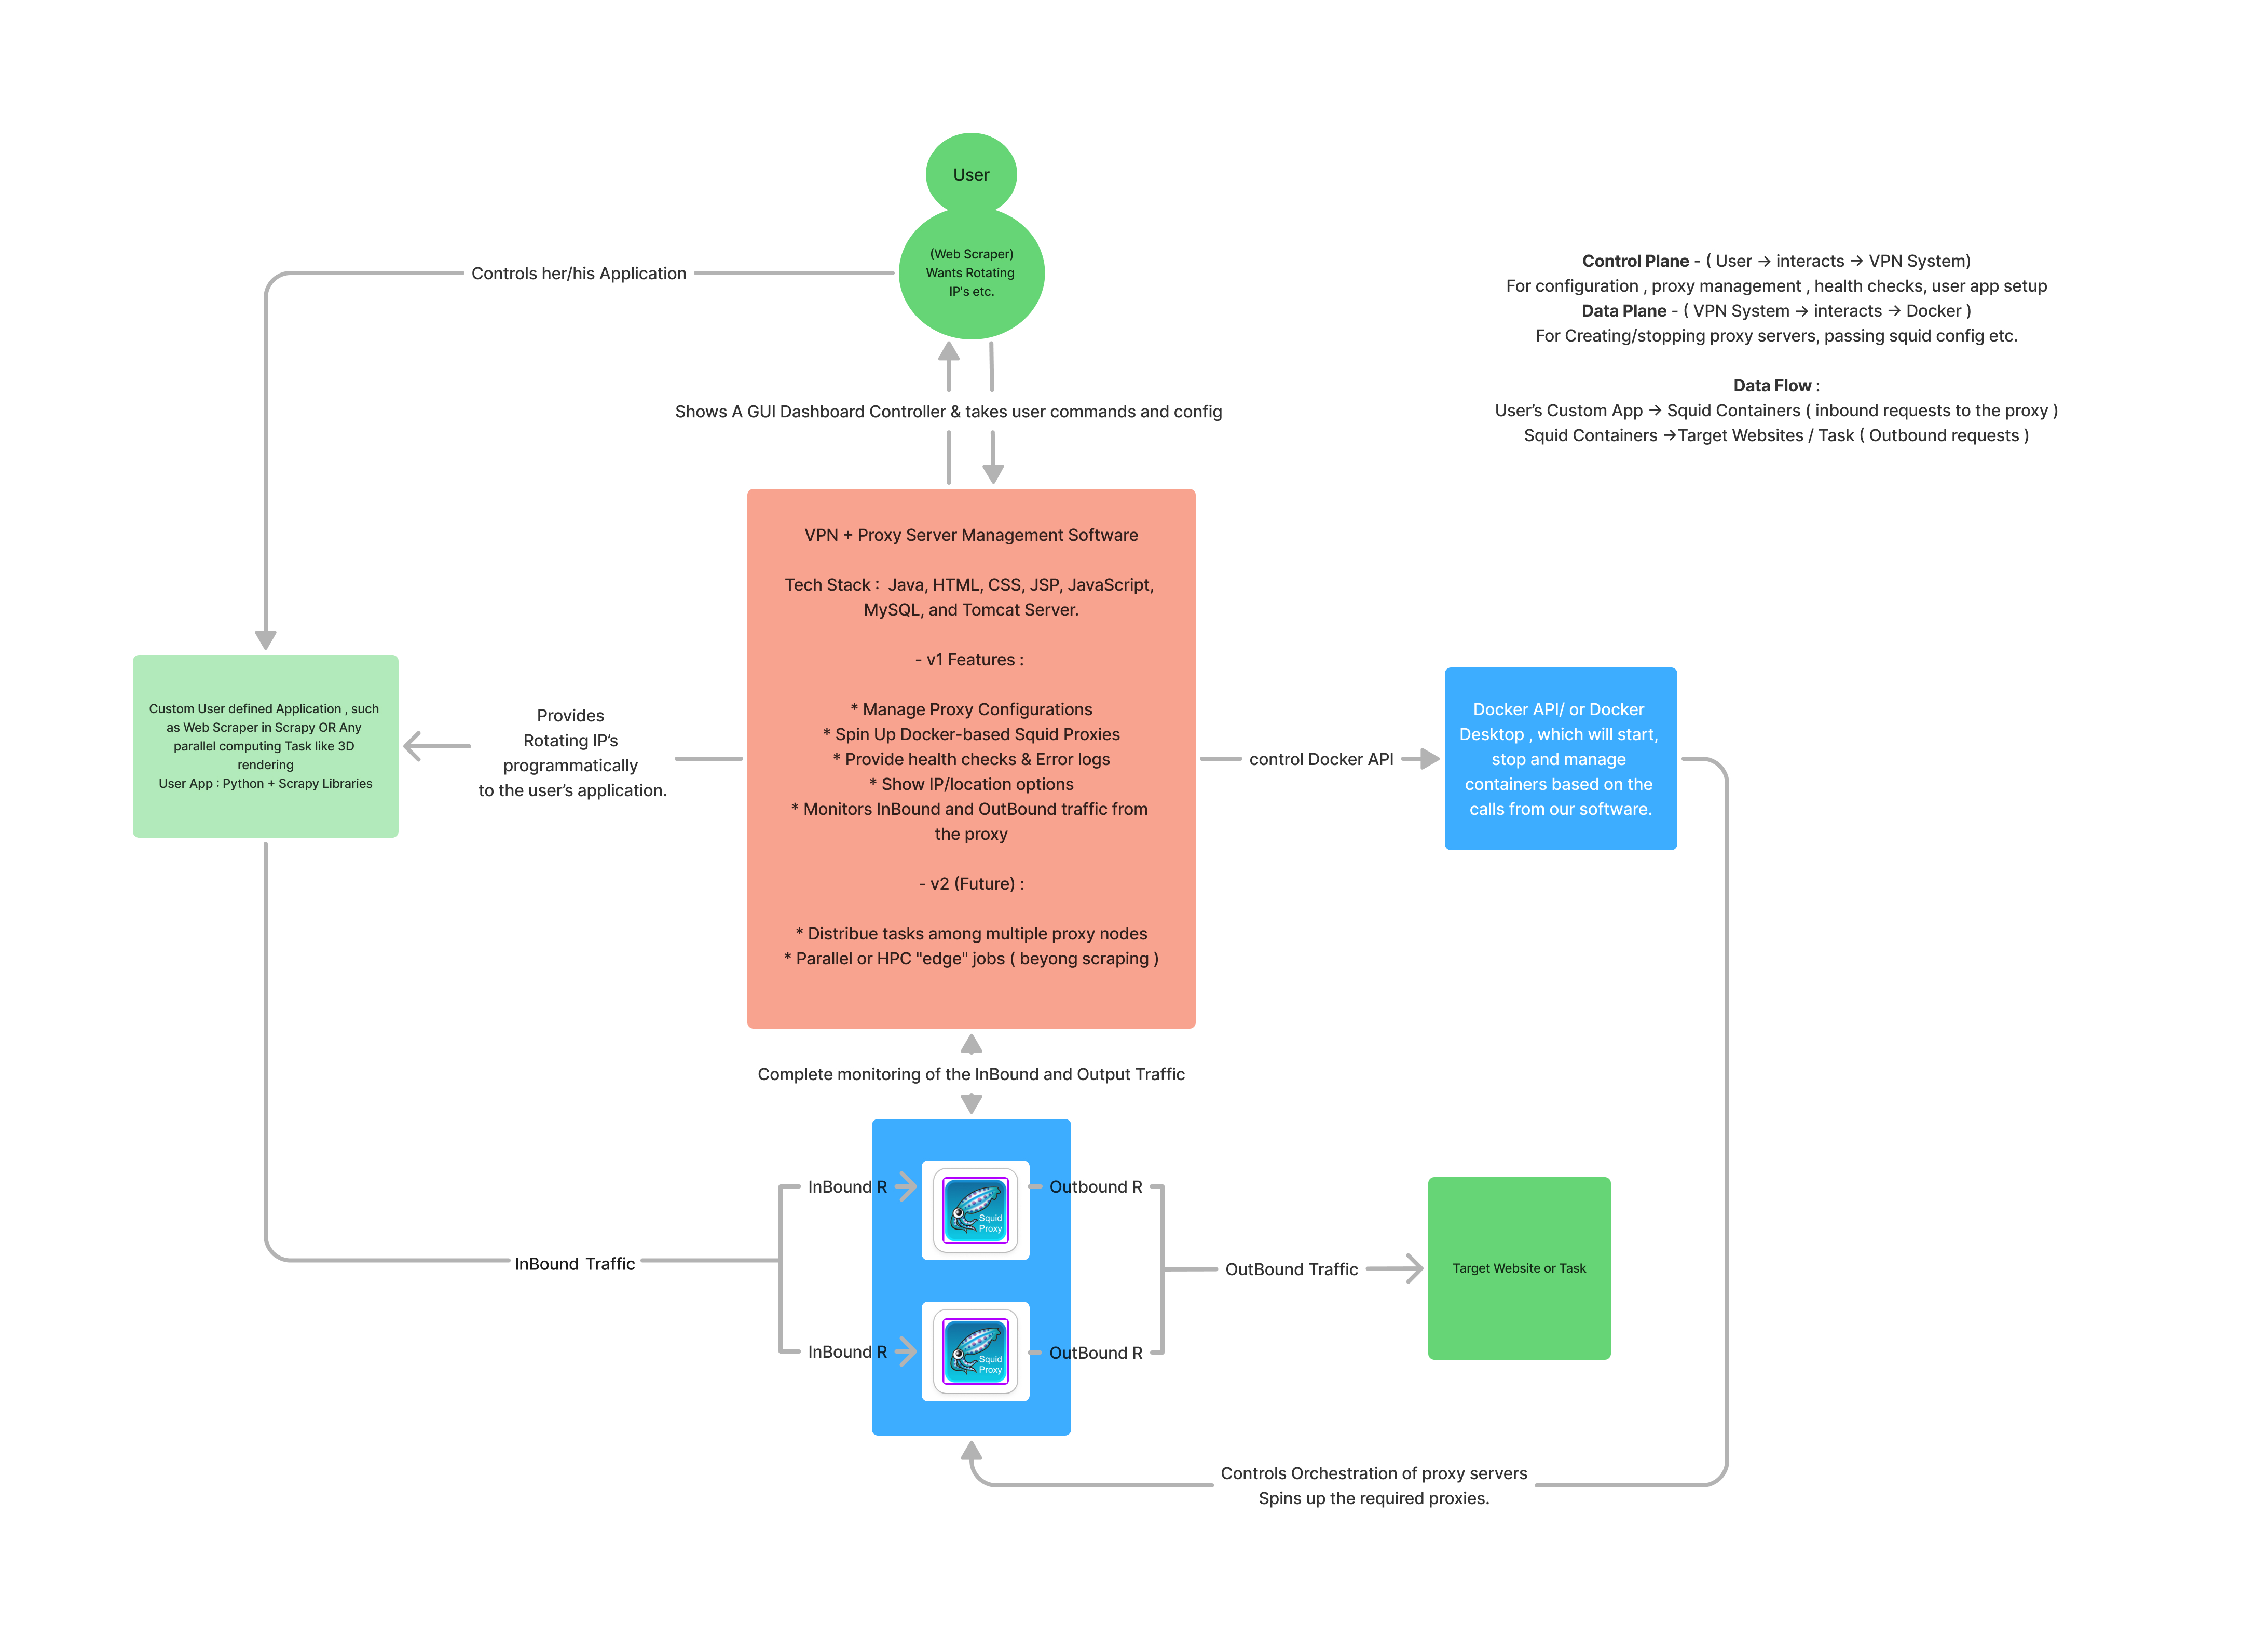 User
(Web Scraper)
Wants Rotating
IP's etc.
Controls her/his Application
Control Plane - ( User → interacts → VPN System)
For configuration , proxy management , health checks, user app setup
Data Plane - ( VPN System → interacts → Docker )
For Creating/stopping proxy servers, passing squid config etc.
Data Flow :
User’s Custom App → Squid Containers ( inbound requests to the proxy )
Squid Containers →Target Websites / Task ( Outbound requests )
Shows A GUI Dashboard Controller & takes user commands and config
VPN + Proxy Server Management Software
Tech Stack : Java, HTML, CSS, JSP, JavaScript,
MySQL, and Tomcat Server.
- v1 Features :
* Manage Proxy Configurations
* Spin Up Docker-based Squid Proxies
* Provide health checks & Error logs
* Show IP/location options
* Monitors InBound and OutBound traffic from
the proxy
- v2 (Future) :
* Distribue tasks among multiple proxy nodes
* Parallel or HPC "edge" jobs ( beyong scraping )
Custom User defined Application , such
as Web Scraper in Scrapy OR Any
parallel computing Task like 3D
rendering
User App : Python + Scrapy Libraries
Provides
Rotating IP’s
programmatically
to the user’s application.
control Docker API
Docker API/ or Docker
Desktop , which will start,
stop and manage
containers based on the
calls from our software.
Complete monitoring of the InBound and Output Traffic
InBound R
Squid
Proxy
Outbound R
InBound Traffic
OutBound Traffic
Target Website or Task
InBound R
Squid
Proxy
OutBound R
Controls Orchestration of proxy servers
Spins up the required proxies.